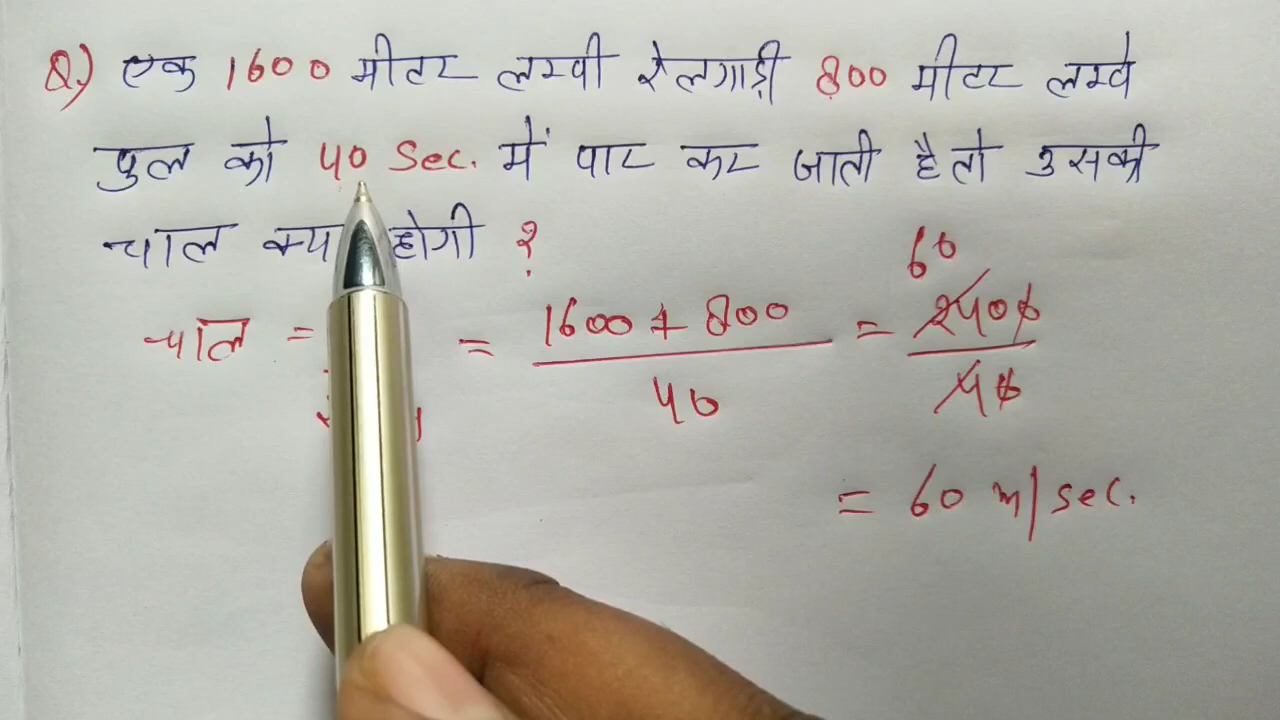 Q.) एक 1600 मीटर लम्बी रेलगाड़ी 800 मीटर लम्बे
पुल को 40 Sec. में पार कर जाती है तो उसकी
चाल क्या होगी ?
चाल = = 1600 + 800 / 40 = 2400 / 40 60
= 60 m/sec.